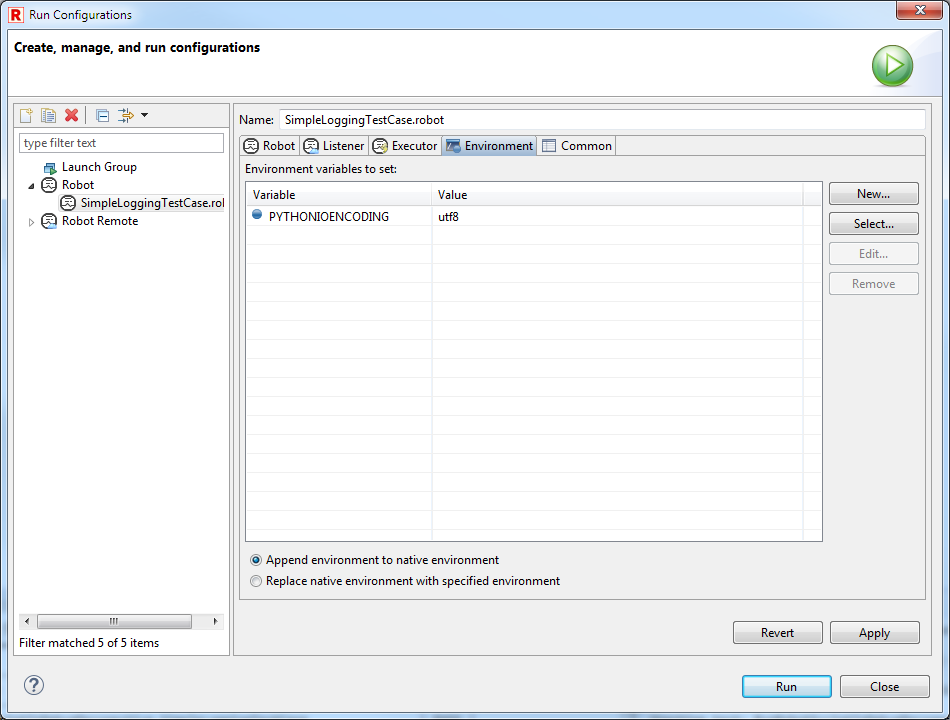 R Run Configurations
Create, manage, and run configurations
type filter text
Launch Group
Robot
SimpleLoggingTestCase.rol
Robot Remote
Filter matched 5 of 5 items
Name: SimpleLoggingTestCase.robot
Robot Listener Executor Environment Common
Environment variables to set:
Variable Value
PYTHONIOENCODING utf8
New...
Select...
Edit...
Remove
Append environment to native environment
Replace native environment with specified environment
Revert Apply
? Run Close